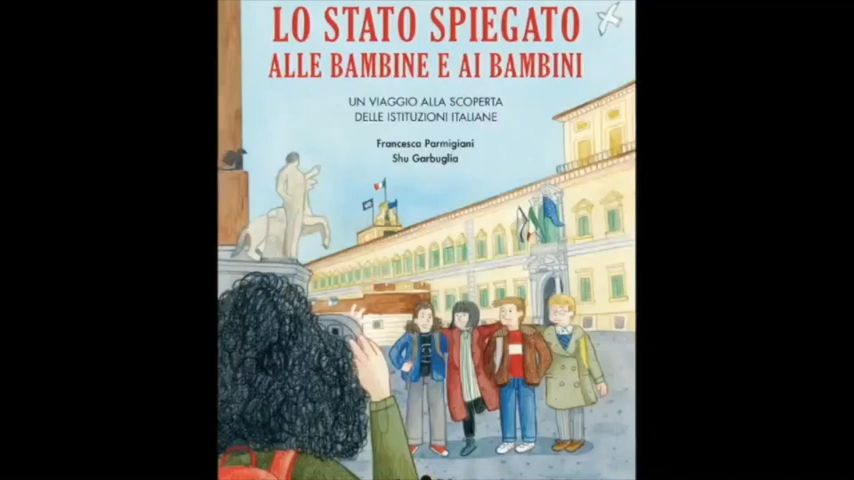 LO STATO SPIEGATO
ALLE BAMBINE E AI BAMBINI
UN VIAGGIO ALLA SCOPERTA
DELLE ISTITUZIONI ITALIANE
Francesca Parmigiani
Shu Garbuglia